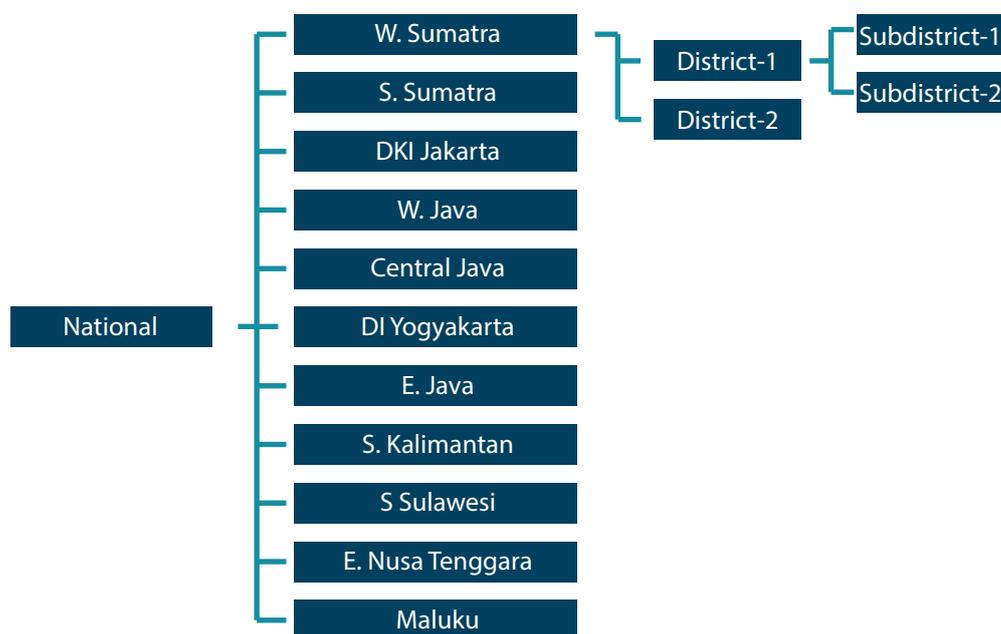 National
W. Sumatra
S. Sumatra
DKI Jakarta
W. Java
Central Java
DI Yogyakarta
E. Java
S. Kalimantan
S Sulawesi
E. Nusa Tenggara
Maluku
District-1
District-2
Subdistrict-1
Subdistrict-2